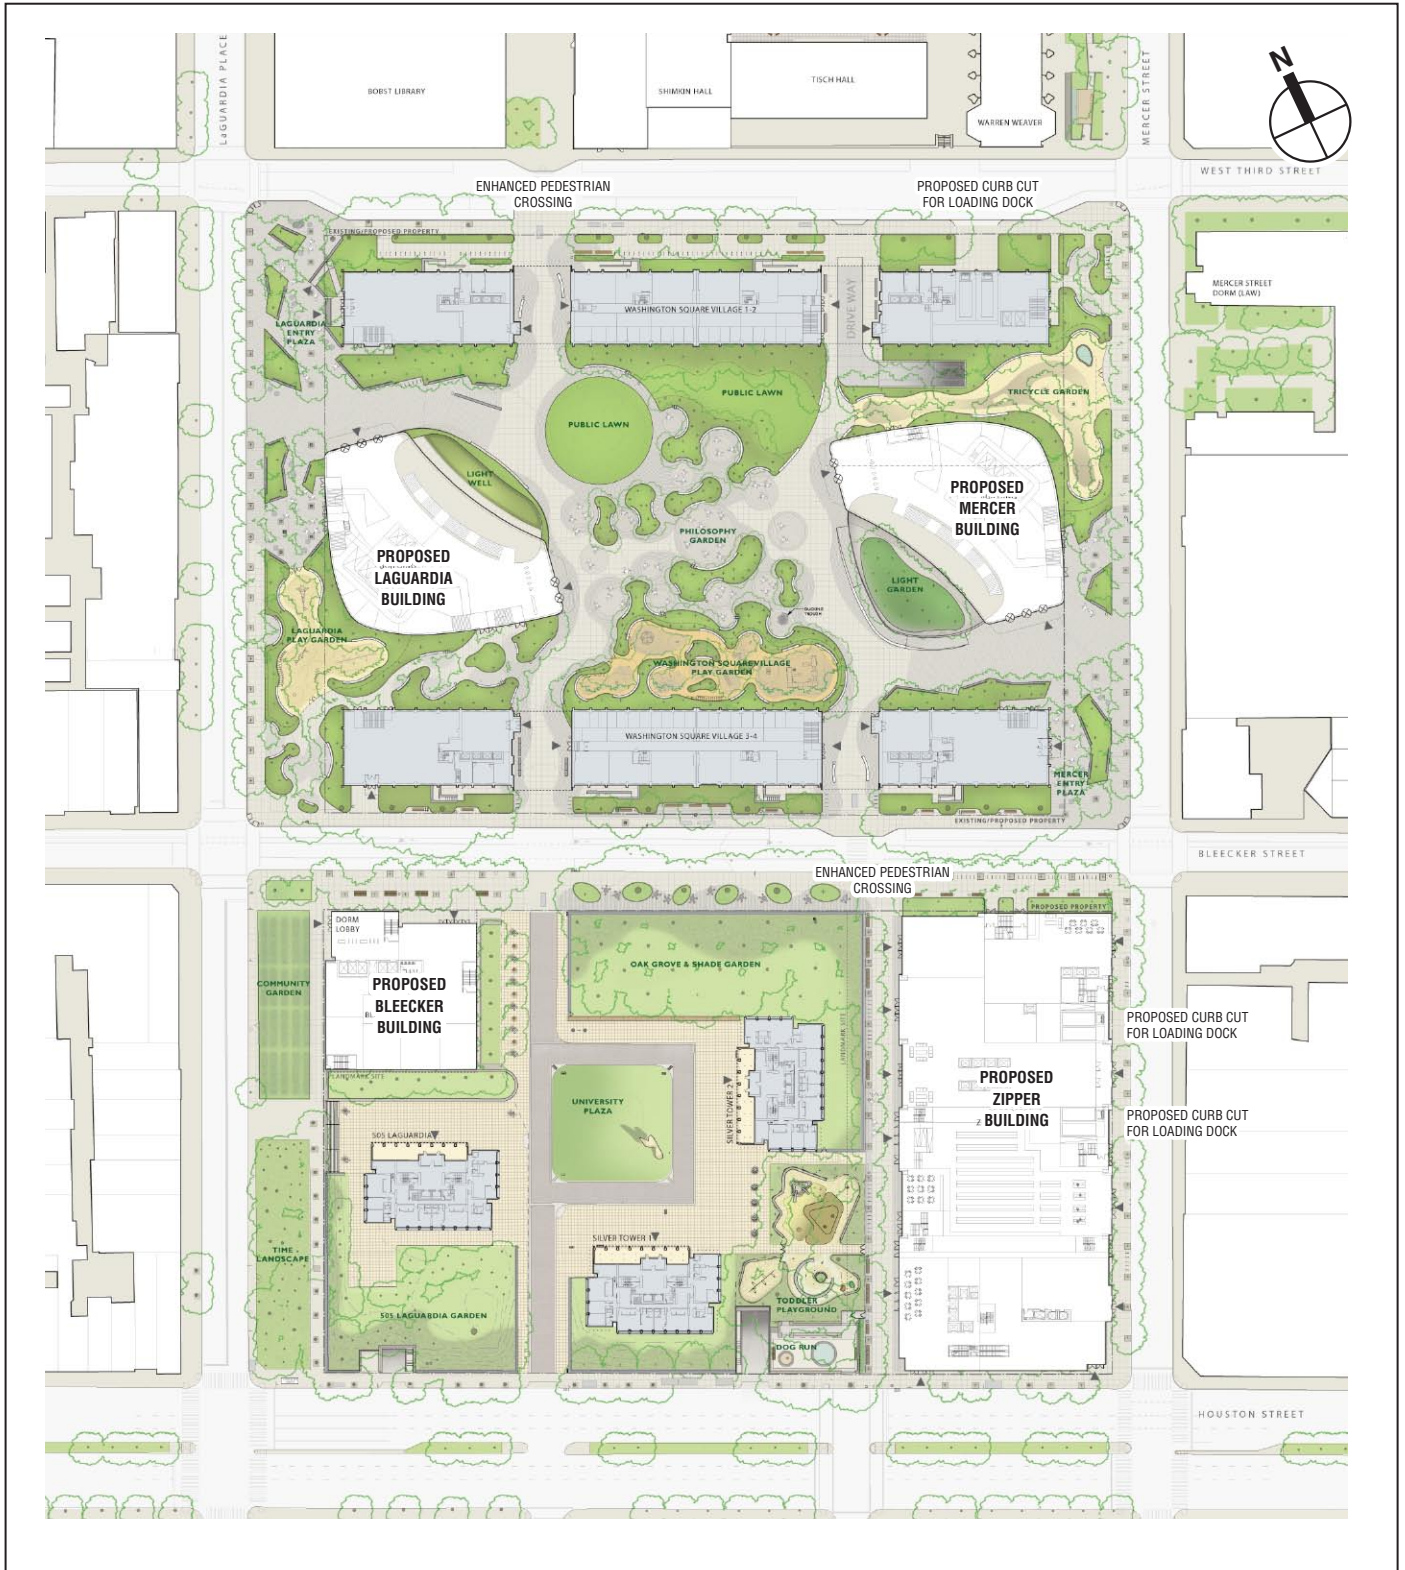 LaGUARDIA PLACE
BOBST LIBRARY
SHIMKIN HALL
TISCH HALL
WARREN WEAVER
MERCER STREET
N
WEST THIRD STREET
ENHANCED PEDESTRIAN
CROSSING
PROPOSED CURB CUT
FOR LOADING DOCK
EXISTING/PROPOSED PROPERTY
MERCER STREET
DORM (LAW)
LAGUARDIA
ENTRY
PLAZA
WASHINGTON SQUARE VILLAGE 1-2
DRIVE WAY
TRICYCLE GARDEN
PUBLIC LAWN
PUBLIC LAWN
LIGHT
WELL
PROPOSED
MERCER
BUILDING
PHILOSOPHY
GARDEN
PROPOSED
LAGUARDIA
BUILDING
LIGHT
GARDEN
LAGUARDIA
PLAY GARDEN
WASHINGTON SQUARE VILLAGE
PLAY GARDEN
WASHINGTON SQUARE VILLAGE 3-4
MERCER
ENTRY
PLAZA
EXISTING/PROPOSED PROPERTY
BLEECKER STREET
ENHANCED PEDESTRIAN
CROSSING
PROPOSED PROPERTY
DORM
LOBBY
OAK GROVE & SHADE GARDEN
COMMUNITY
GARDEN
PROPOSED
BLEECKER
BUILDING
LANDMARK SITE
PROPOSED CURB CUT
FOR LOADING DOCK
LANDMARK SITE
UNIVERSITY
PLAZA
SILVER TOWER 2
PROPOSED
ZIPPER
BUILDING
PROPOSED CURB CUT
FOR LOADING DOCK
505 LAGUARDIA
SILVER TOWER 1
TIME
LANDSCAPE
505 LAGUARDIA GARDEN
TODDLER
PLAYGROUND
DOG RUN
HOUSTON STREET